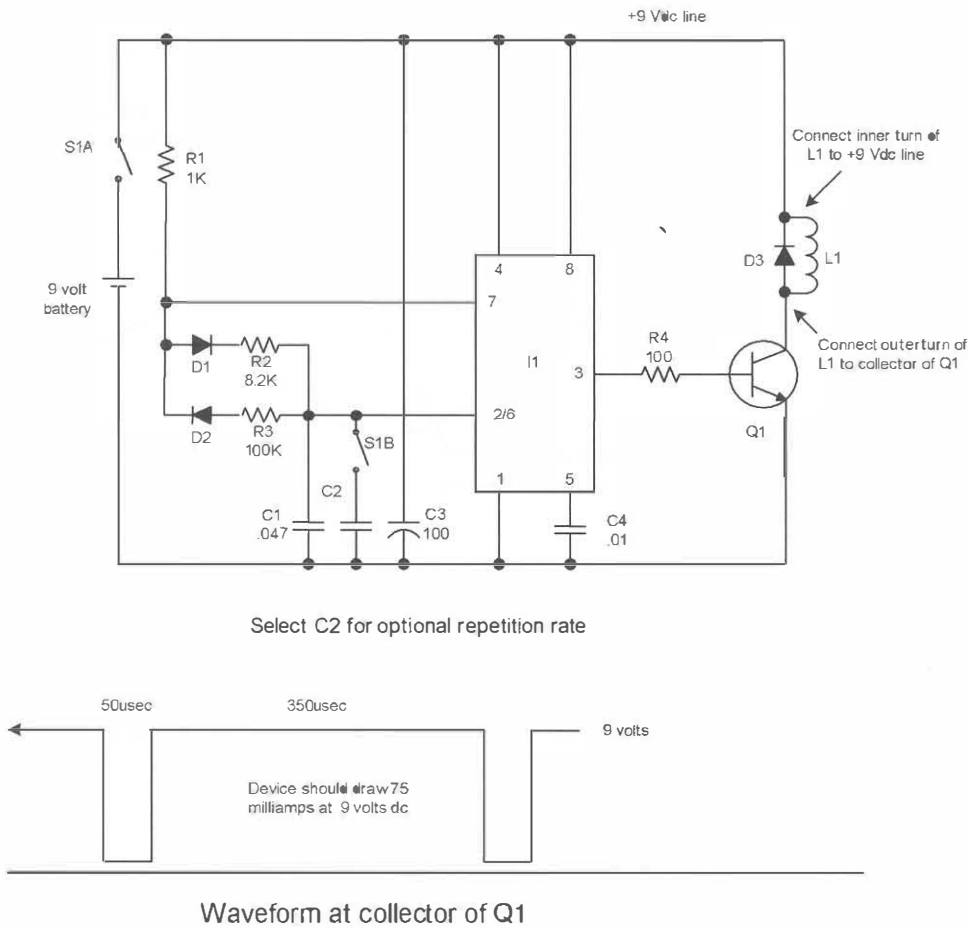 +9 Vdc line
S1A
R1
1K
Connect inner turn of
L1 to +9 Vdc line
9 volt
battery
4
8
7
D3
L1
D1
R2
8.2K
I1
3
R4
100
Connect outer turn of
L1 to collector of Q1
D2
R3
100K
S1B
2/6
Q1
C2
1
5
C1
.047
C3
100
C4
.01
Select C2 for optional repetition rate
50usec
350usec
9 volts
Device should draw 75
milliamps at 9 volts dc
Waveform at collector of Q1